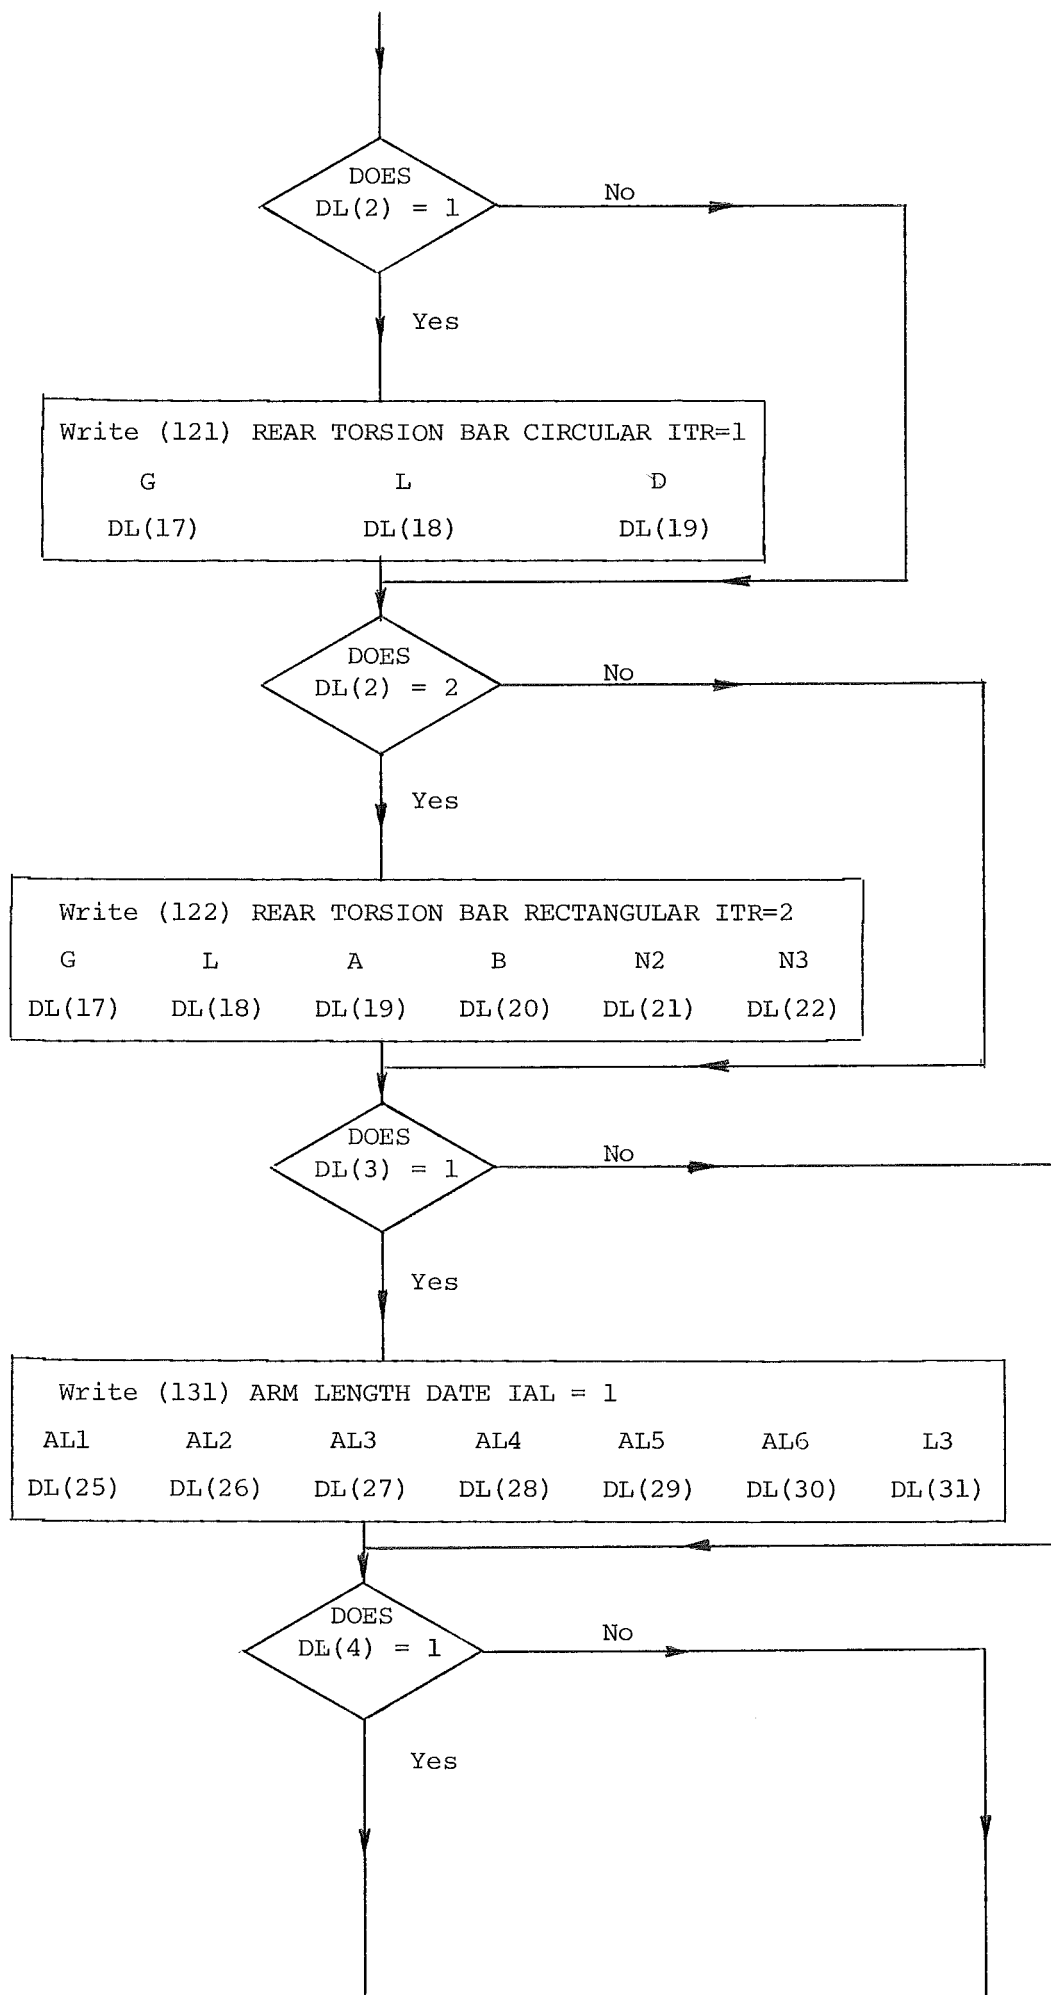 DOES
DL(2) = 1
No
Yes
Write (121) REAR TORSION BAR CIRCULAR ITR=1
G L D
DL(17) DL(18) DL(19)
DOES
DL(2) = 2
No
Yes
Write (122) REAR TORSION BAR RECTANGULAR ITR=2
G L A B N2 N3
DL(17) DL(18) DL(19) DL(20) DL(21) DL(22)
DOES
DL(3) = 1
No
Yes
Write (131) ARM LENGTH DATE IAL = 1
AL1 AL2 AL3 AL4 AL5 AL6 L3
DL(25) DL(26) DL(27) DL(28) DL(29) DL(30) DL(31)
DOES
DL(4) = 1
No
Yes